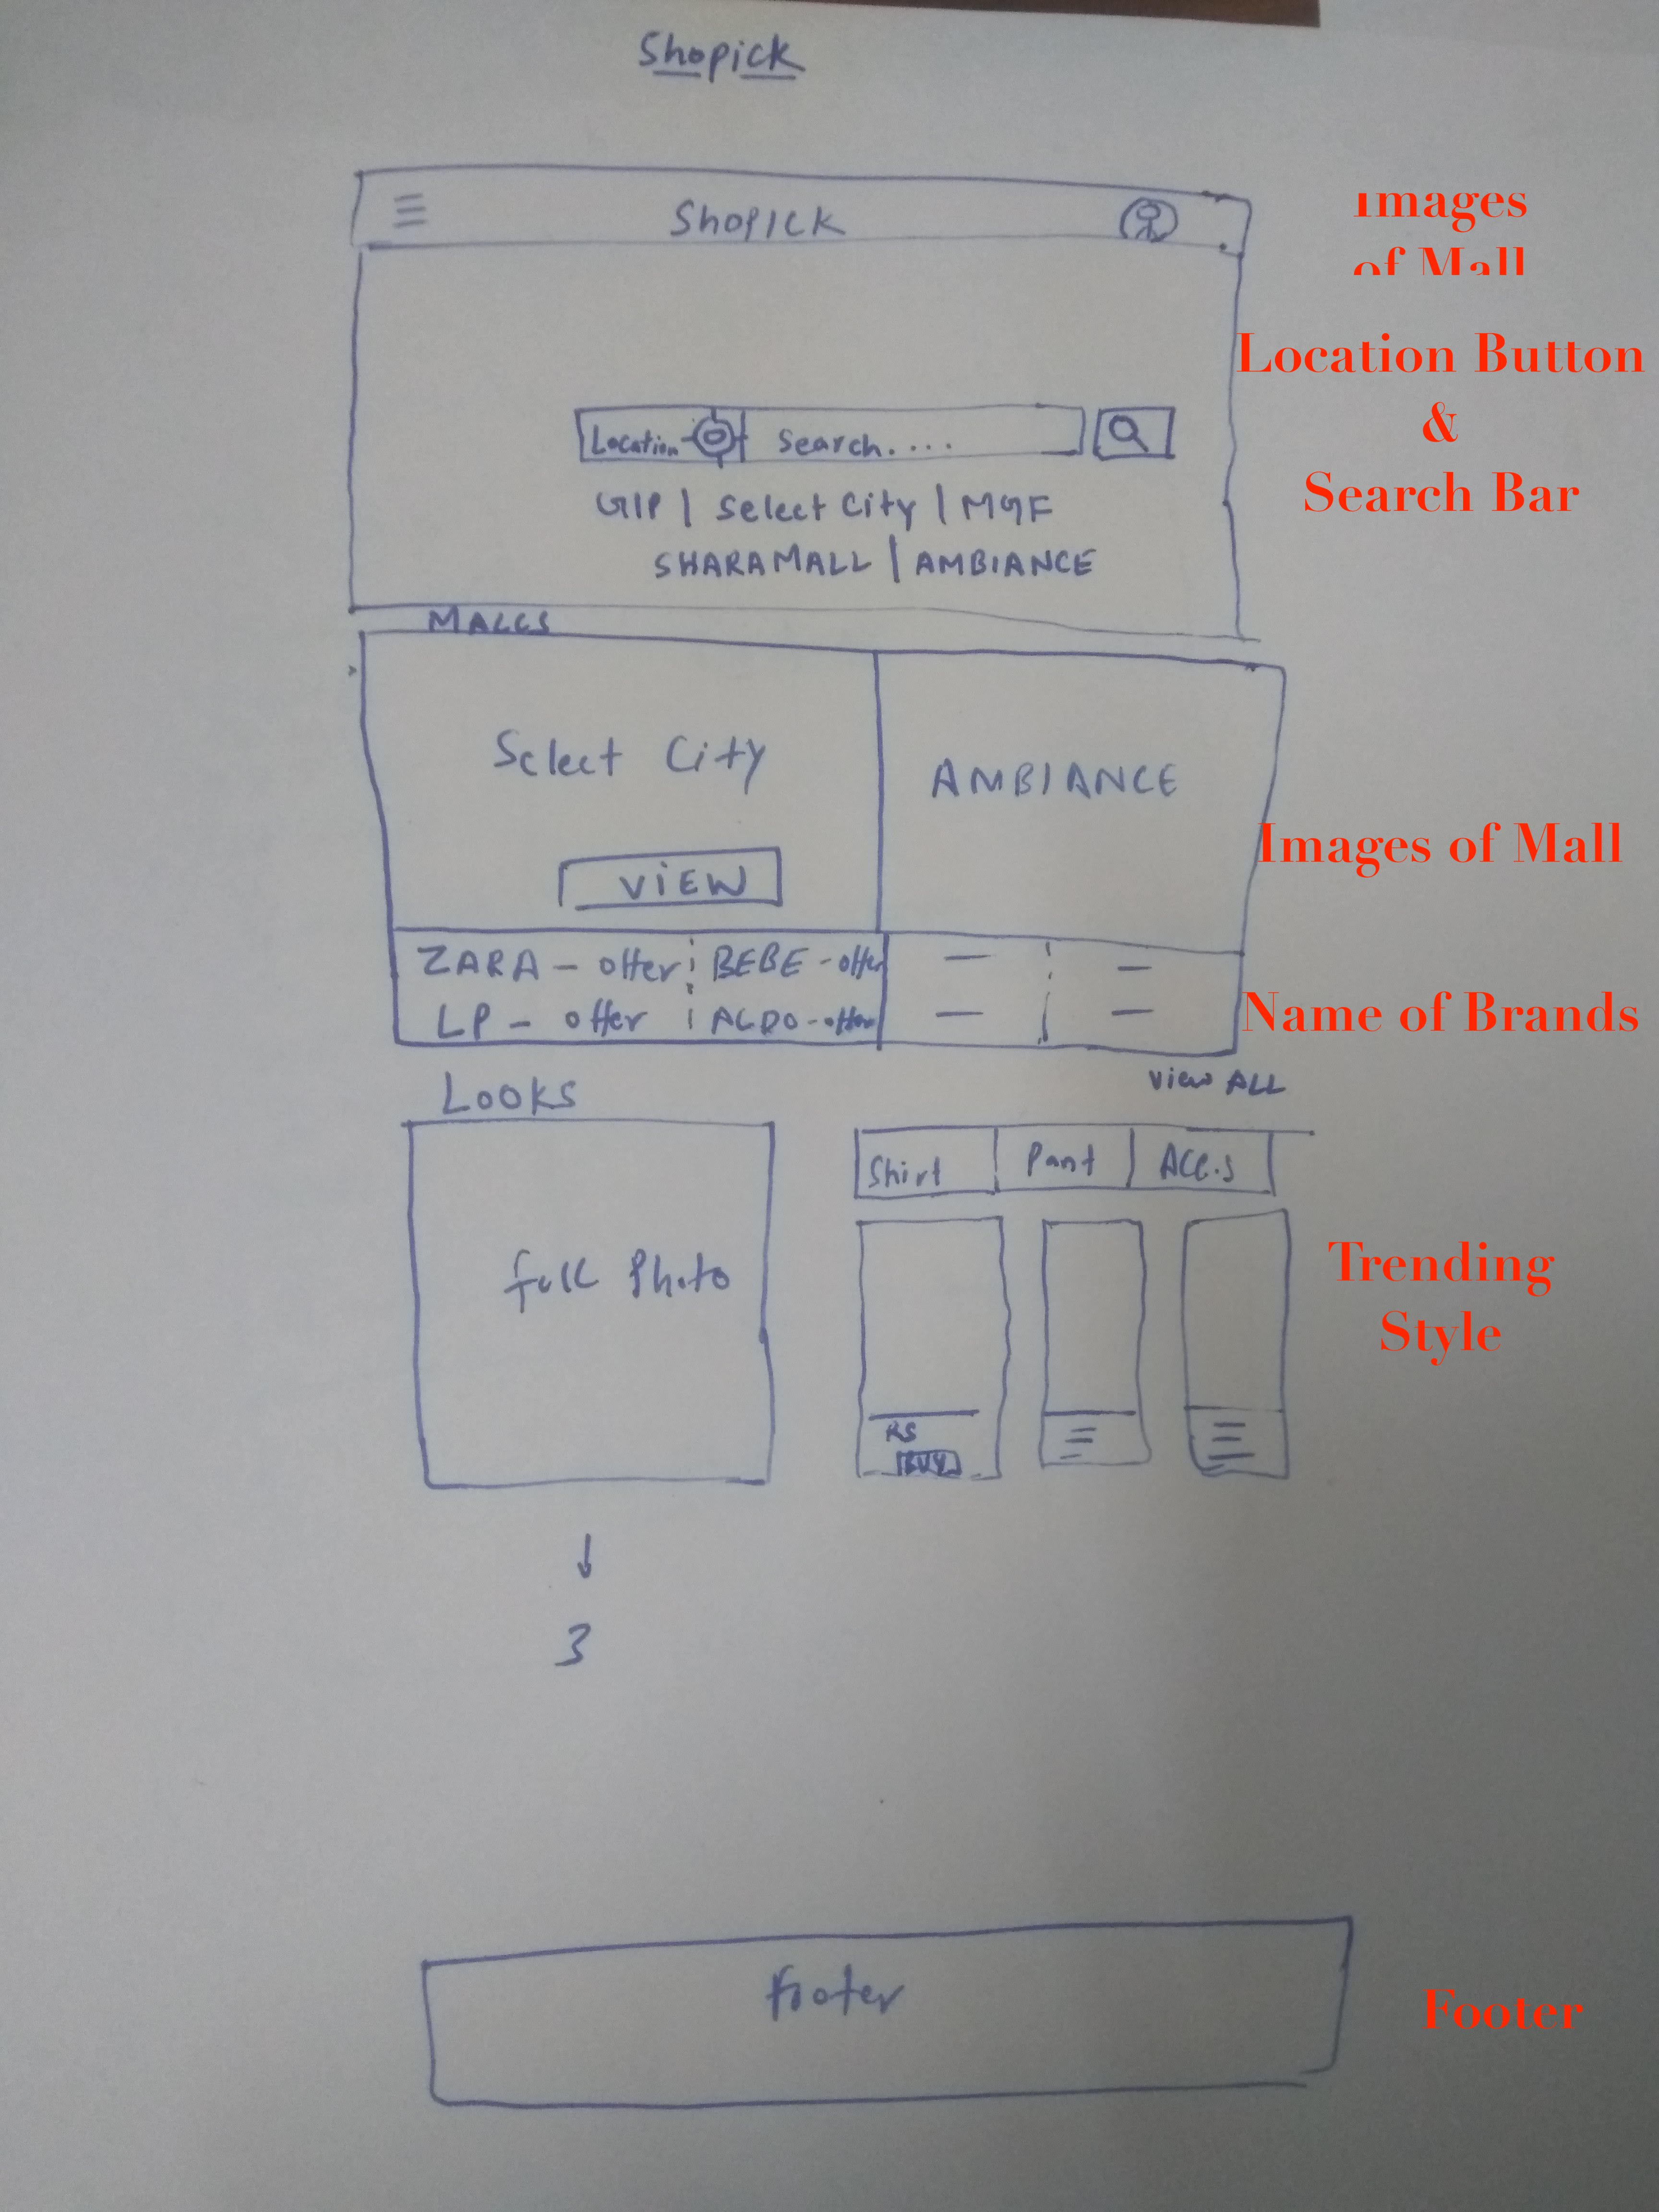 Shopick
Shopick
Images
of Mall
Location Button
&
Search Bar
Location
Search....
GIP | Select City | MGF
SHARAMALL | AMBIANCE
MALLS
Select City
AMBIANCE
VIEW
Images of Mall
ZARA - offer
BEBE - offer
LP - offer
ALDO - offer
Name of Brands
View ALL
LOOKS
Shirt
Pant
ACC.S
full Photo
Trending
Style
RS
BUY
3
Footer
Footer